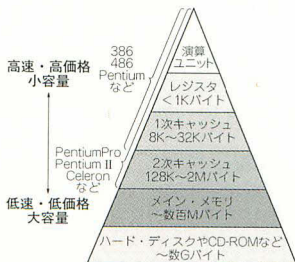 386
486
Pentium
など
高速・高価格
小容量
PentiumPro
Pentium II
Celeron
など
低速・低価格
大容量
演算
ユニット
レジスタ
<1Kバイト
1次キャッシュ
8K〜32Kバイト
2次キャッシュ
128K〜2Mバイト
メイン・メモリ
〜数百Mバイト
ハード・ディスクやCD-ROMなど
〜数Gバイト